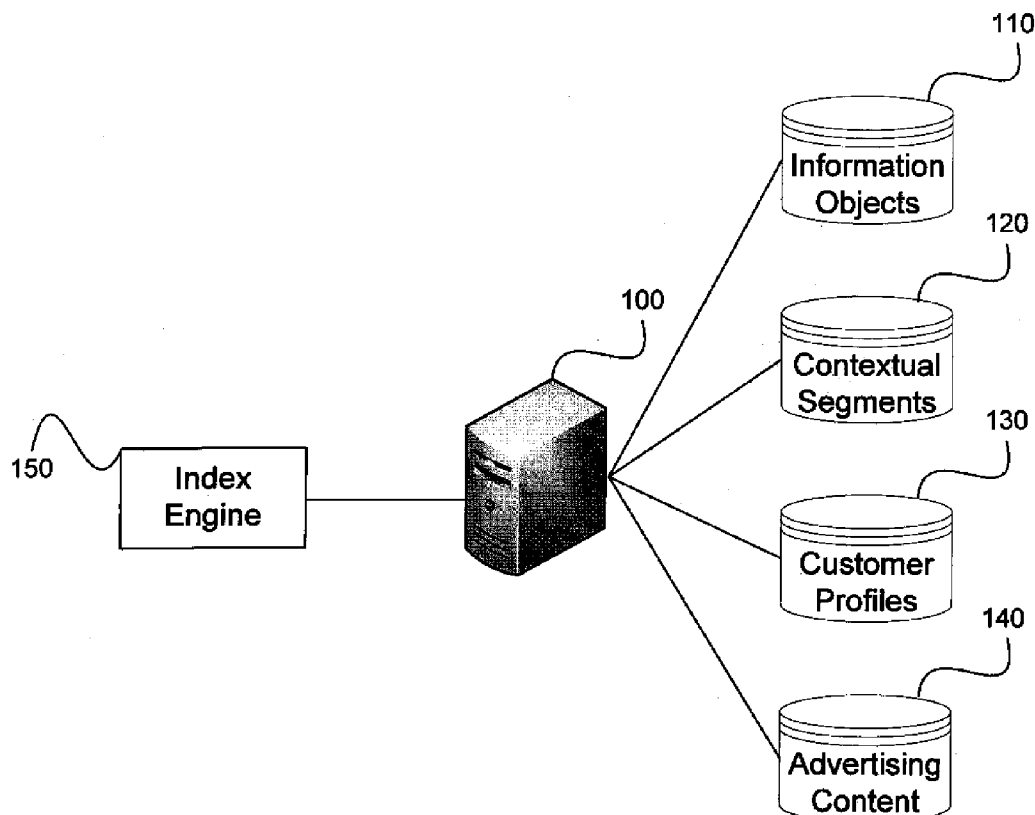 110
Information
Objects
120
100
Contextual
Segments
130
150
Index
Engine
Customer
Profiles
140
Advertising
Content